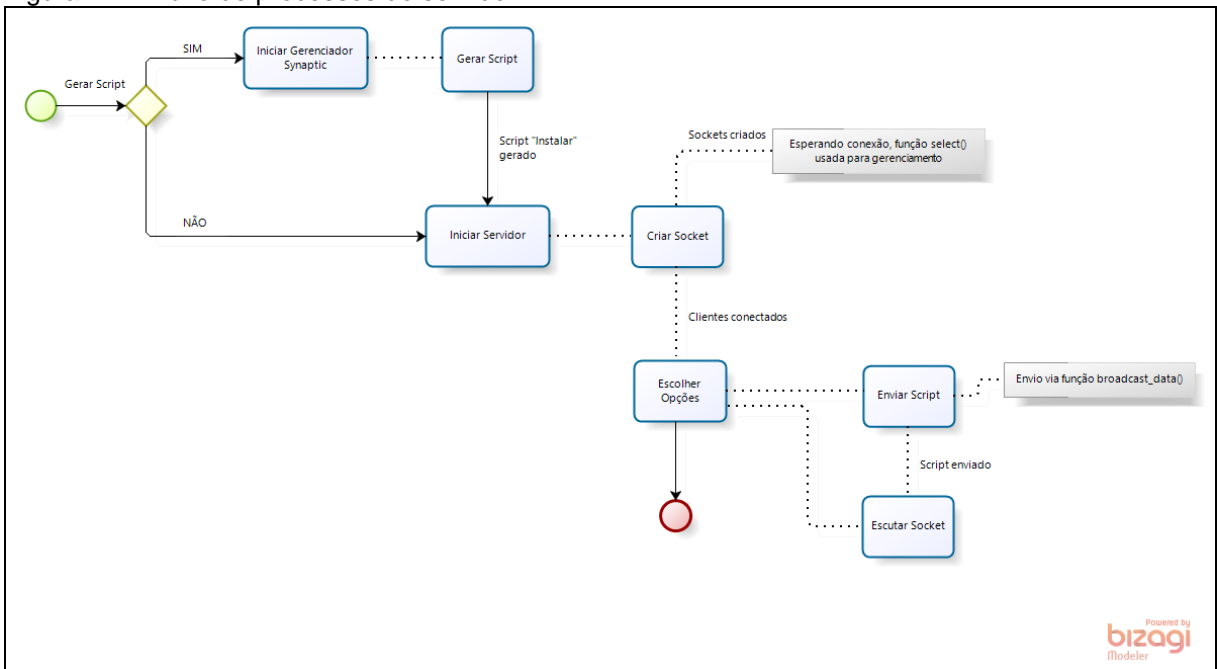 SIM
Iniciar Gerenciador
Synaptic
Gerar Script
Gerar Script
Script "Instalar"
gerado
Sockets criados
Esperando conexão, função select()
usada para gerenciamento
NÃO
Iniciar Servidor
Criar Socket
Clientes conectados
Escolher
Opções
Enviar Script
Envio via função broadcast_data()
Script enviado
Escutar Socket
Powered by
bizagi
Modeler